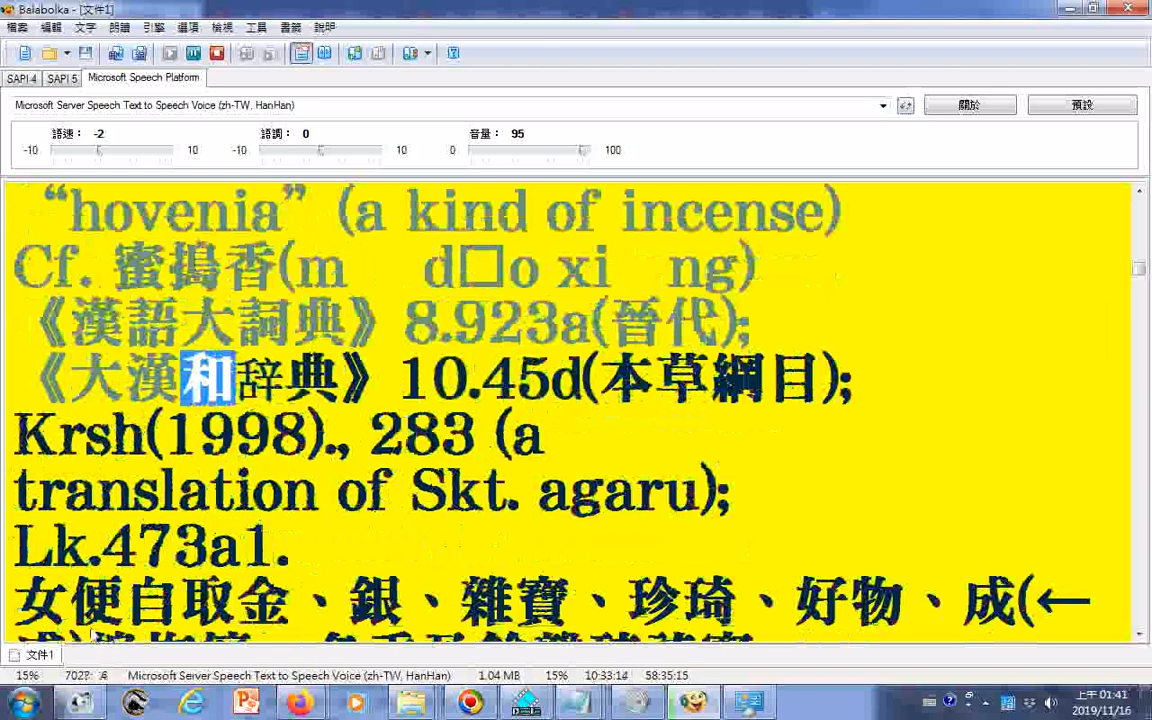 Balabolka - [文件1]
檔案 編輯 文字 朗讀 引擎 選項 檢視 工具 書籤 說明
SAPI 4 SAPI 5 Microsoft Speech Platform
Microsoft Server Speech Text to Speech Voice (zh-TW, HanHan) 關於 預設
語速： -2 語調： 0 音量： 95
-10 10 -10 10 0 100
“hovenia” (a kind of incense)
Cf. 蜜搗香(m d□o xi ng)
《漢語大詞典》 8.923a(晉代);
《大漢和辞典》 10.45d(本草綱目);
Krsh(1998)., 283 (a
translation of Skt. agaru);
Lk.473a1.
女便自取金、銀、雜寶、珍琦、好物、成(←
文件1
15% Microsoft Server Speech Text to Speech Voice (zh-TW, HanHan) 1.04 MB 15% 10:33:14 58:35:15
上午 01:41
2019/11/16